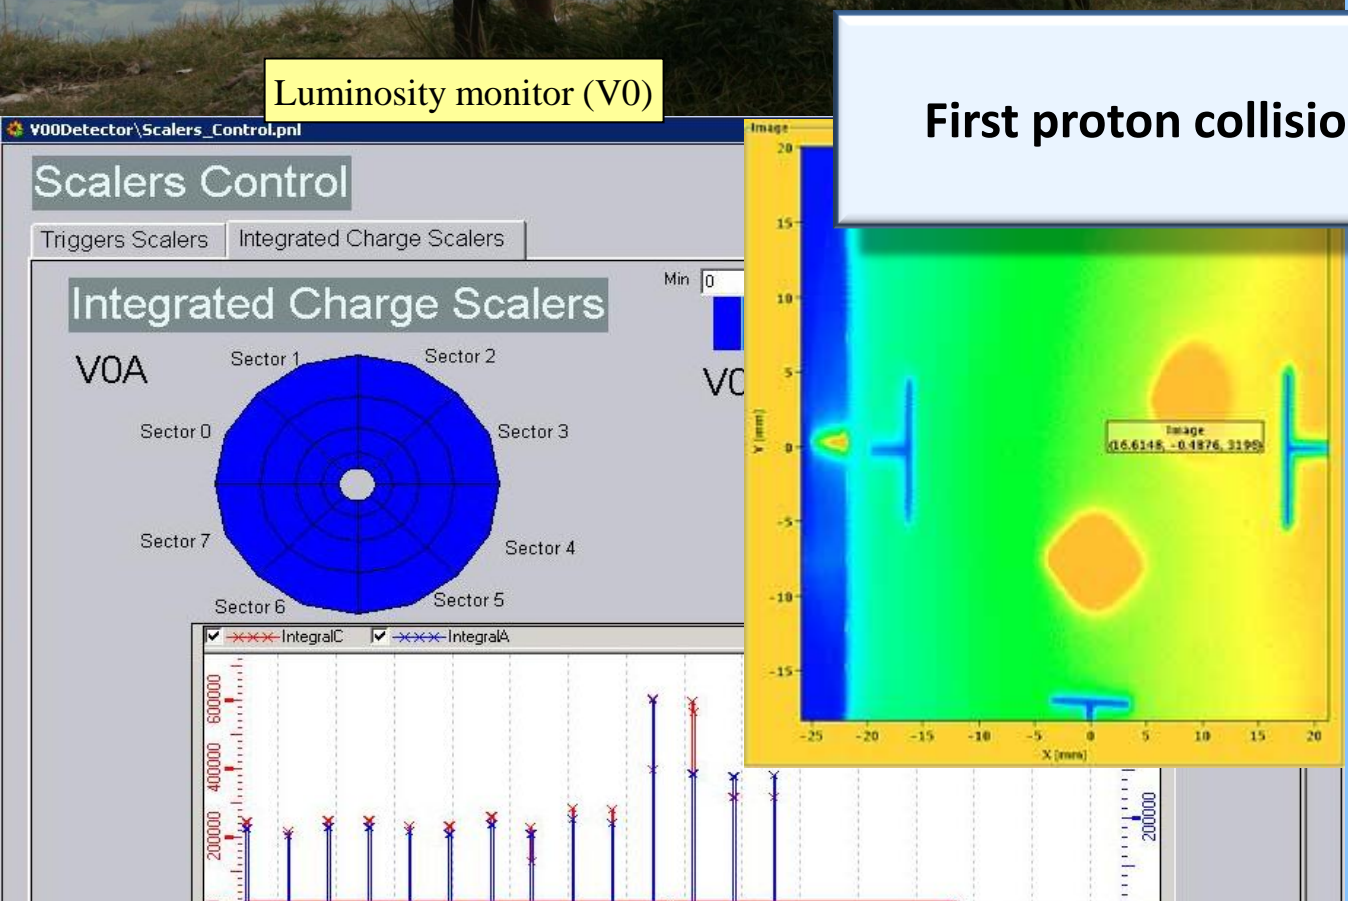 Luminosity monitor (V0)
First proton collisio
V00Detector\Scalers_Control.pnl
Scalers Control
Triggers Scalers
Integrated Charge Scalers
Integrated Charge Scalers
Min 0
V0A
Sector 1
Sector 2
Sector 0
Sector 3
Sector 7
Sector 4
Sector 6
Sector 5
IntegralC
IntegralA
600000
400000
200000
200000
Image
20
15
10
5
0
-5
-10
-15
Y [mm]
Image
(16.6148, -0.4876, 3196)
-25 -20 -15 -10 -5 0 5 10 15 20
X [mm]